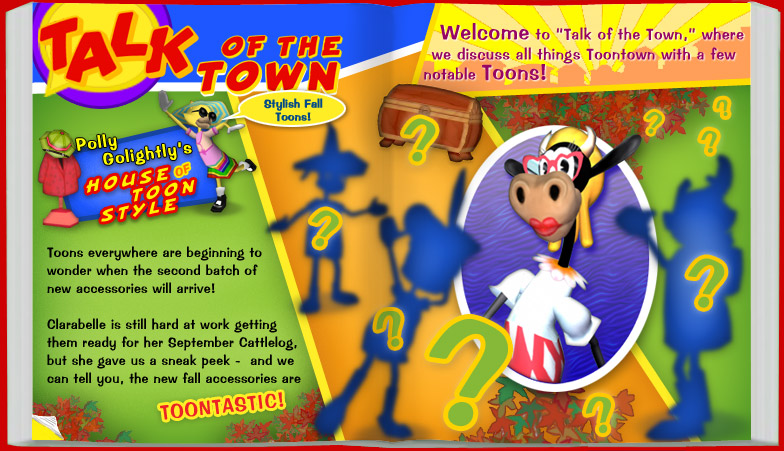 TALK
OF THE
TOWN
Welcome to "Talk of the Town," where
we discuss all things Toontown with a few
notable Toons!
Stylish Fall
Toons!
Polly
Golightly's
HOUSE OF
TOON
STYLE
Toons everywhere are beginning to
wonder when the second batch of
new accessories will arrive!
Clarabelle is still hard at work getting
them ready for her September Cattlelog,
but she gave us a sneak peek - and we
can tell you, the new fall accessories are
TOONTASTIC!
?
?
?
?
?
?
?
?
?